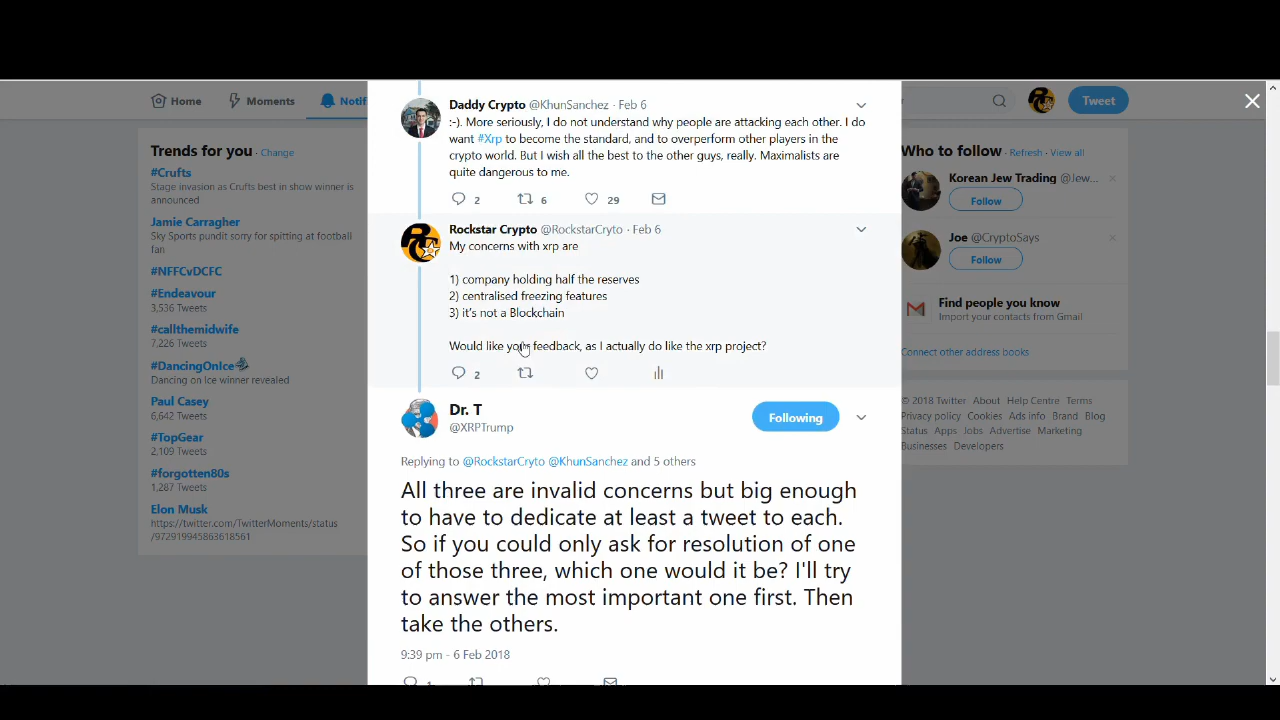 Home
Moments
Notif
Tweet
Trends for you · Change
#Crufts
Stage invasion as Crufts best in show winner is
announced
Jamie Carragher
Sky Sports pundit sorry for spitting at football
fan
#NFFCvDCFC
#Endeavour
3,536 Tweets
#callthemidwife
7,226 Tweets
#DancingOnIce
Dancing on Ice winner revealed
Paul Casey
6,642 Tweets
#TopGear
2,109 Tweets
#forgotten80s
1,287 Tweets
Elon Musk
https://twitter.com/TwitterMoments/status
/972919945863618561
Daddy Crypto @KhunSanchez · Feb 6
:-). More seriously, I do not understand why people are attacking each other. I do
want #Xrp to become the standard, and to overperform other players in the
crypto world. But I wish all the best to the other guys, really. Maximalists are
quite dangerous to me.
2 6 29
Rockstar Crypto @RockstarCryto · Feb 6
My concerns with xrp are
1) company holding half the reserves
2) centralised freezing features
3) it's not a Blockchain
Would like your feedback, as I actually do like the xrp project?
2
Dr. T
@XRPTrump
Following
Replying to @RockstarCryto @KhunSanchez and 5 others
All three are invalid concerns but big enough
to have to dedicate at least a tweet to each.
So if you could only ask for resolution of one
of those three, which one would it be? I'll try
to answer the most important one first. Then
take the others.
9:39 pm - 6 Feb 2018
Who to follow · Refresh · View all
Korean Jew Trading @Jew...
Follow
Joe @CryptoSays
Follow
Find people you know
Import your contacts from Gmail
Connect other address books
© 2018 Twitter About Help Centre Terms
Privacy policy Cookies Ads info Brand Blog
Status Apps Jobs Advertise Marketing
Businesses Developers